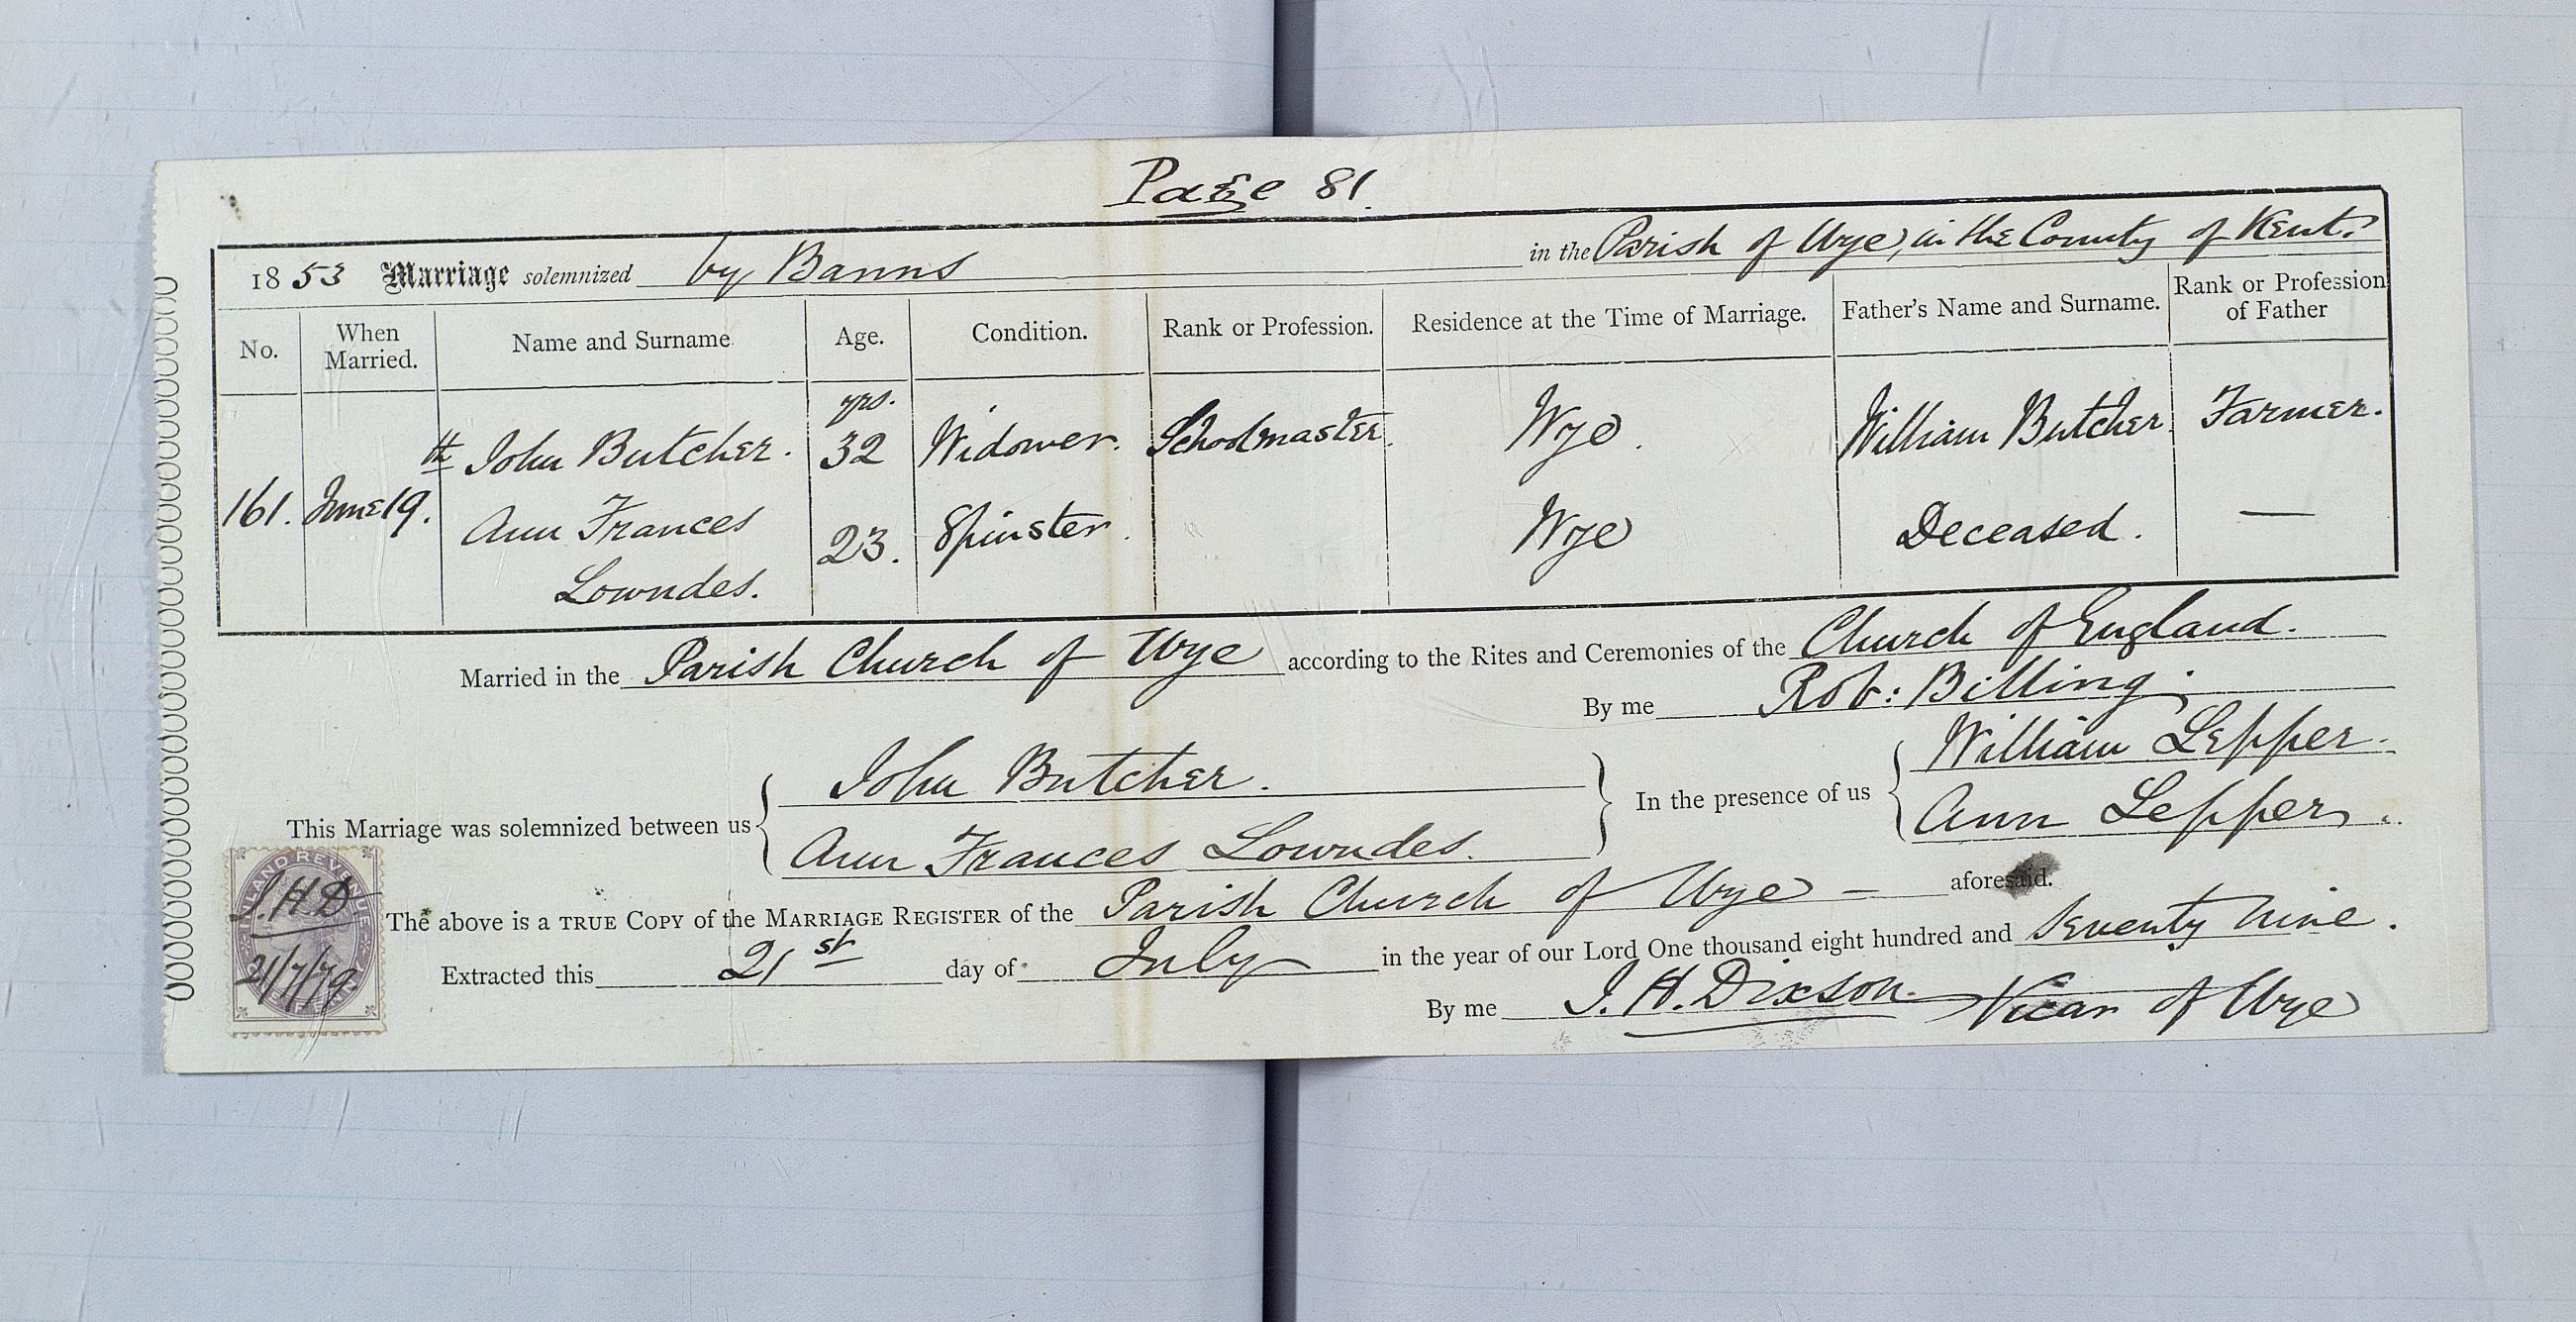 Page 81.
1853 Marriage solemnized by Banns in the Parish of Wye, in the County of Kent.
No. When Married. Name and Surname Age. Condition. Rank or Profession. Residence at the Time of Marriage. Father's Name and Surname. Rank or Profession of Father
yrs.
161. June 19.th John Butcher. 32 Widower. Schoolmaster. Wye. William Butcher. Farmer.
Ann Frances Lowndes. 23. Spinster. Wye Deceased. —
Married in the Parish Church of Wye according to the Rites and Ceremonies of the Church of England.
By me Rob: Billing.
This Marriage was solemnized between us { John Butcher. } In the presence of us { William Lepper.
Ann Frances Lowndes. Ann Lepper.
The above is a TRUE COPY of the MARRIAGE REGISTER of the Parish Church of Wye — aforesaid.
Extracted this 21st day of July in the year of our Lord One thousand eight hundred and seventy nine.
By me J. H. Dixson. Vicar of Wye
INLAND REVENUE
J.H.D
21/7/79.